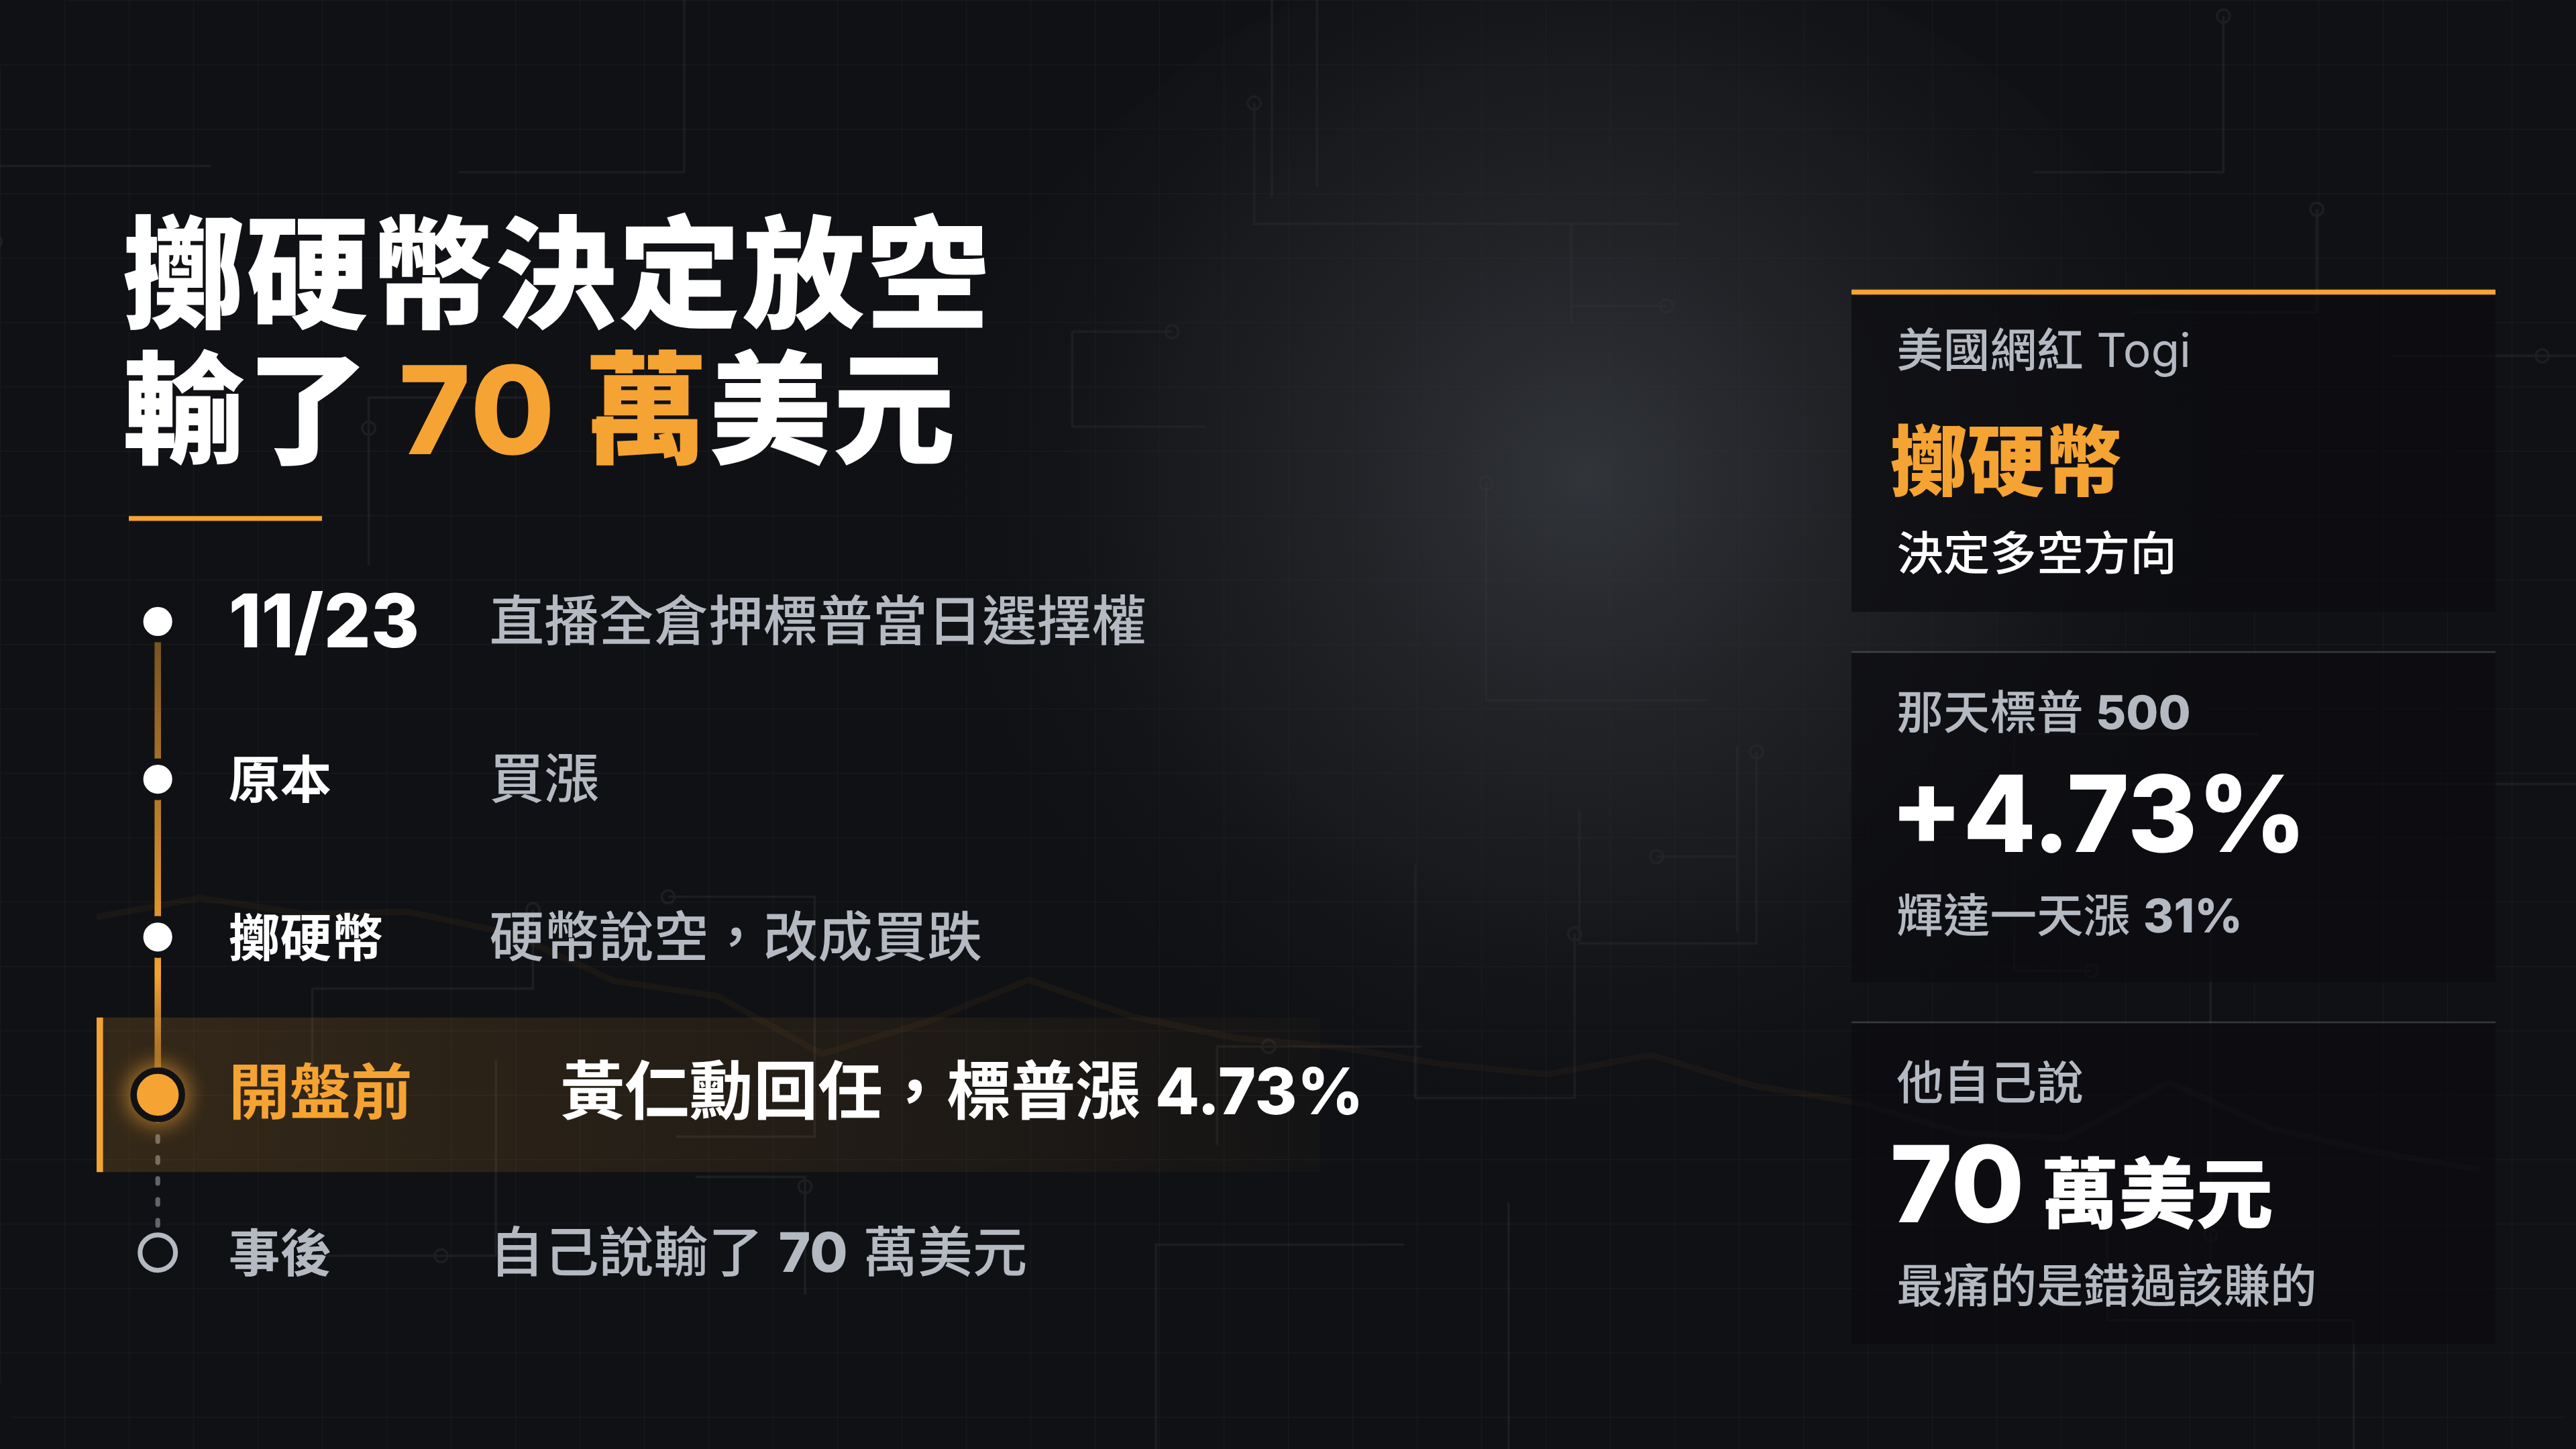 擲硬幣決定放空
輸了 70 萬美元
11/23 直播全倉押標普當日選擇權
原本 買漲
擲硬幣 硬幣說空，改成買跌
開盤前 黃仁勳回任，標普漲 4.73%
事後 自己說輸了 70 萬美元
美國網紅 Togi
擲硬幣
決定多空方向
那天標普 500
+4.73%
輝達一天漲 31%
他自己說
70 萬美元
最痛的是錯過該賺的